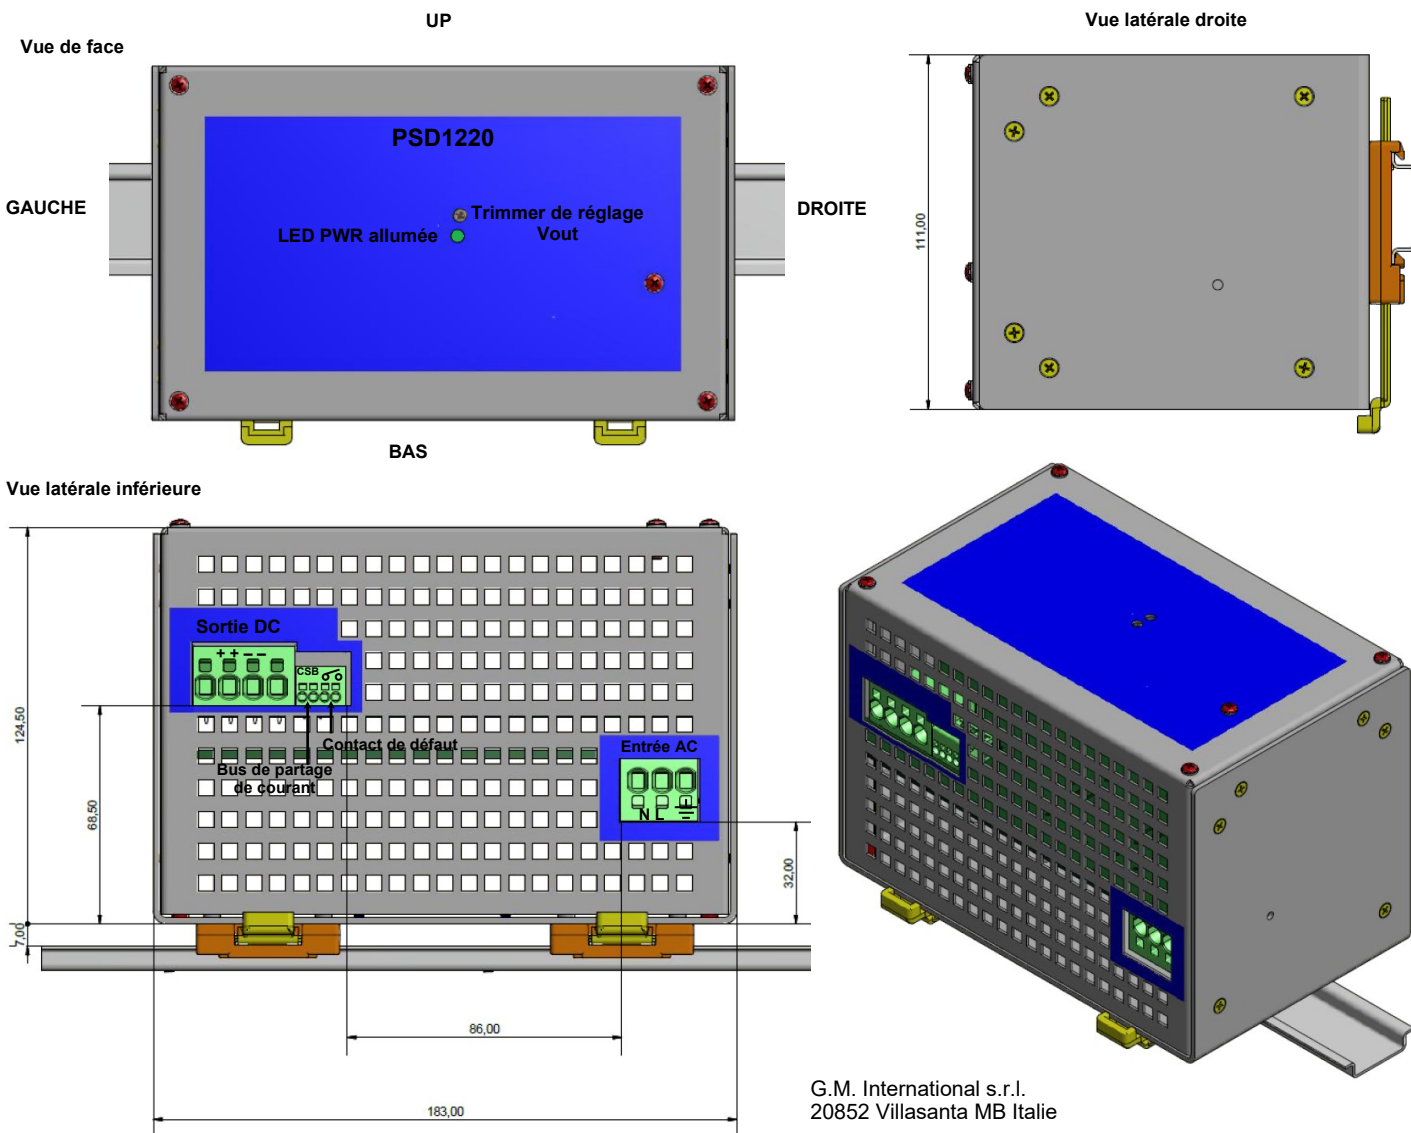 UP
Vue de face
Vue latérale droite
PSD1220
GAUCHE
Trimmer de réglage
Vout
LED PWR allumée
DROITE
111,00
BAS
Vue latérale inférieure
Sortie DC
+ + − −
CSB
Contact de défaut
Bus de partage
de courant
Entrée AC
N L
124,50
68,50
7,00
32,00
86,00
183,00
G.M. International s.r.l.
20852 Villasanta MB Italie